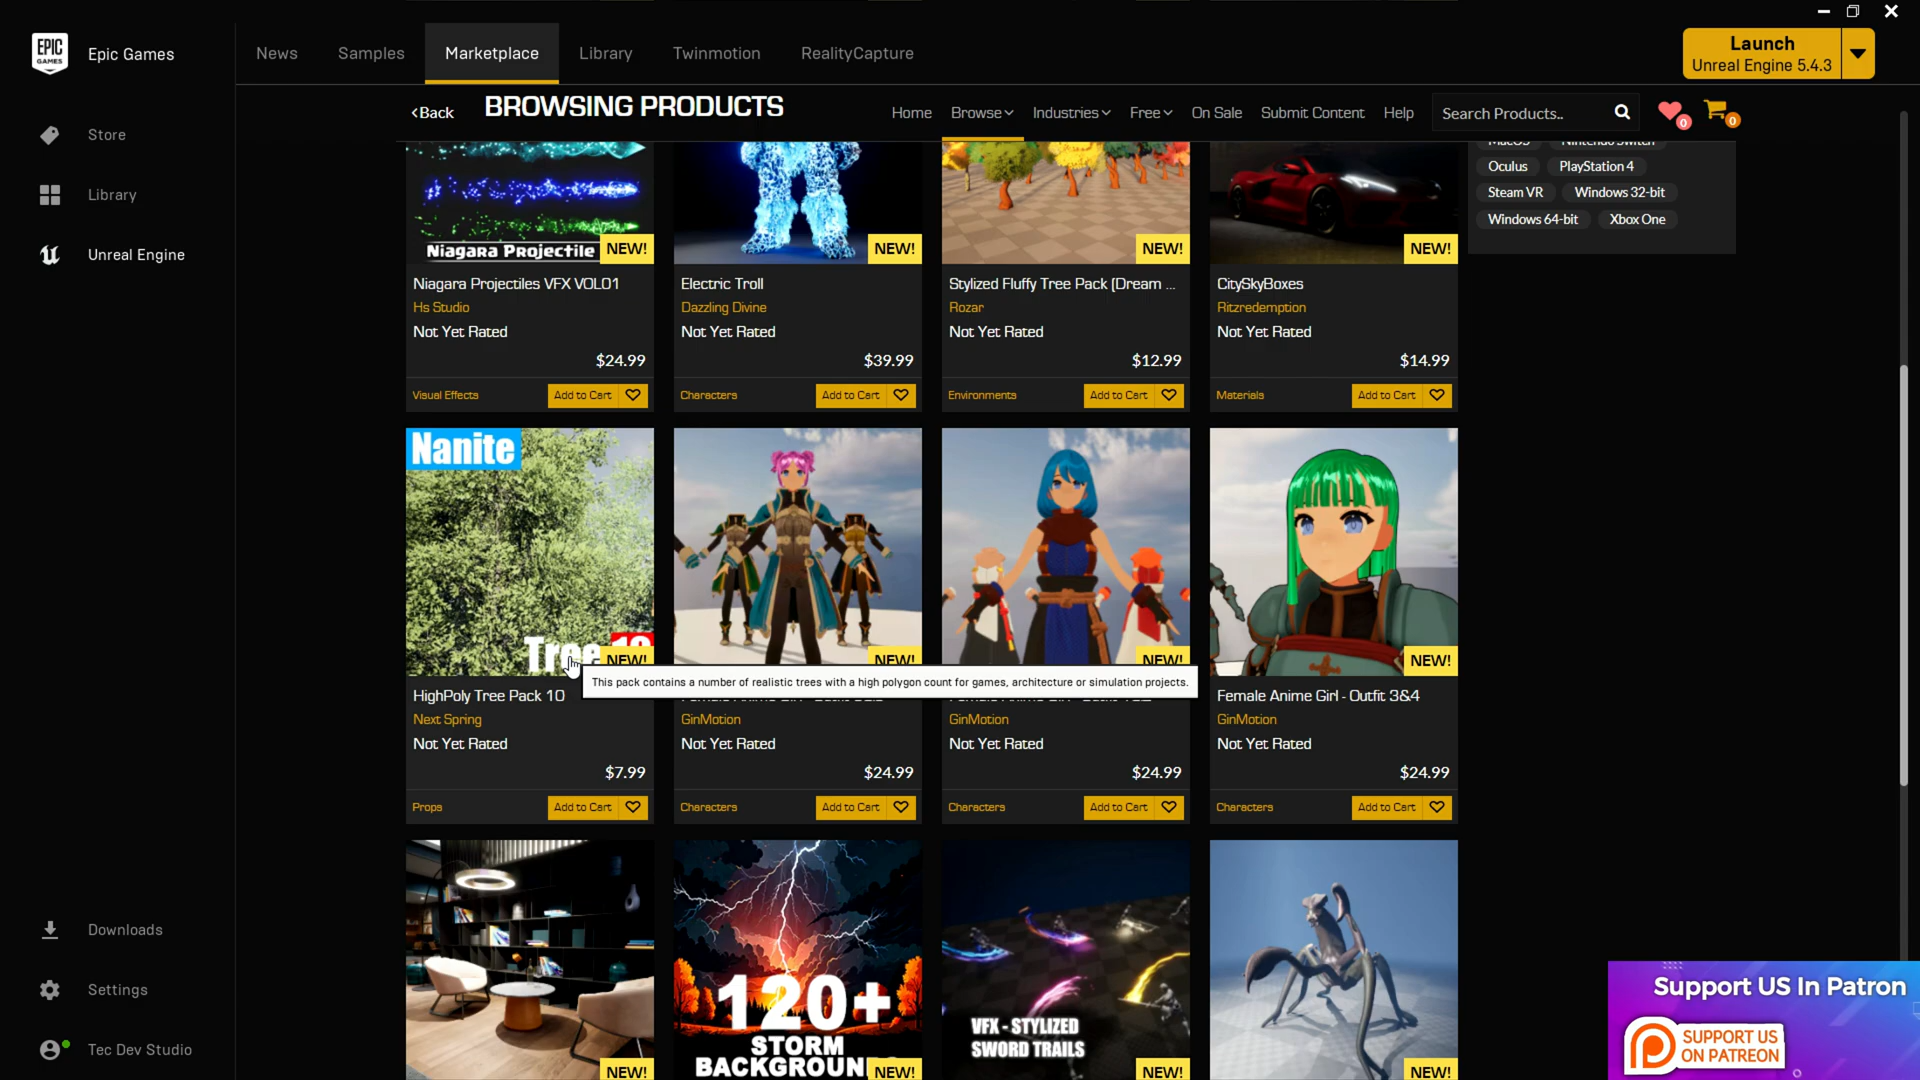 EPIC
GAMES
Epic Games
News
Samples
Marketplace
Library
Twinmotion
RealityCapture
Launch
Unreal Engine 5.4.3
Store
Library
Unreal Engine
Downloads
Settings
Tec Dev Studio
<Back
BROWSING PRODUCTS
Home
Browse
Industries
Free
On Sale
Submit Content
Help
Search Products..
0
0
Oculus
PlayStation 4
Steam VR
Windows 32-bit
Windows 64-bit
Xbox One
Niagara Projectile
NEW!
Niagara Projectiles VFX VOL01
Hs Studio
Not Yet Rated
$24.99
Visual Effects
Add to Cart
NEW!
Electric Troll
Dazzling Divine
Not Yet Rated
$39.99
Characters
Add to Cart
NEW!
Stylized Fluffy Tree Pack [Dream ...
Rozar
Not Yet Rated
$12.99
Environments
Add to Cart
NEW!
CitySkyBoxes
Ritzredemption
Not Yet Rated
$14.99
Materials
Add to Cart
Nanite
Tree
NEW!
HighPoly Tree Pack 10
Next Spring
Not Yet Rated
$7.99
Props
Add to Cart
This pack contains a number of realistic trees with a high polygon count for games, architecture or simulation projects.
NEW!
GinMotion
Not Yet Rated
$24.99
Characters
Add to Cart
NEW!
GinMotion
Not Yet Rated
$24.99
Characters
Add to Cart
NEW!
Female Anime Girl - Outfit 3&4
GinMotion
Not Yet Rated
$24.99
Characters
Add to Cart
NEW!
120+
STORM
BACKGROUN
NEW!
VFX - STYLIZED
SWORD TRAILS
NEW!
NEW!
Support US In Patron
SUPPORT US
ON PATREON